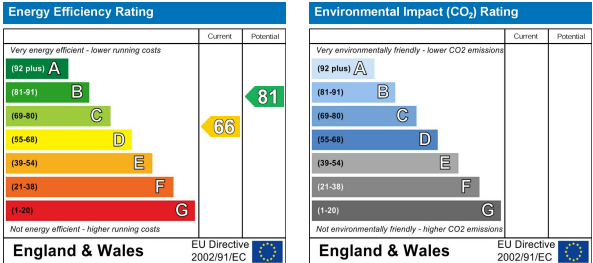 Energy Efficiency Rating
Current Potential
Very energy efficient - lower running costs
(92 plus) A
(81-91) B
(69-80) C
(55-68) D
(39-54) E
(21-38) F
(1-20) G
66
81
Not energy efficient - higher running costs
England & Wales
EU Directive
2002/91/EC
Environmental Impact (CO2) Rating
Current Potential
Very environmentally friendly - lower CO2 emissions
(92 plus) A
(81-91) B
(69-80) C
(55-68) D
(39-54) E
(21-38) F
(1-20) G
Not environmentally friendly - higher CO2 emissions
England & Wales
EU Directive
2002/91/EC